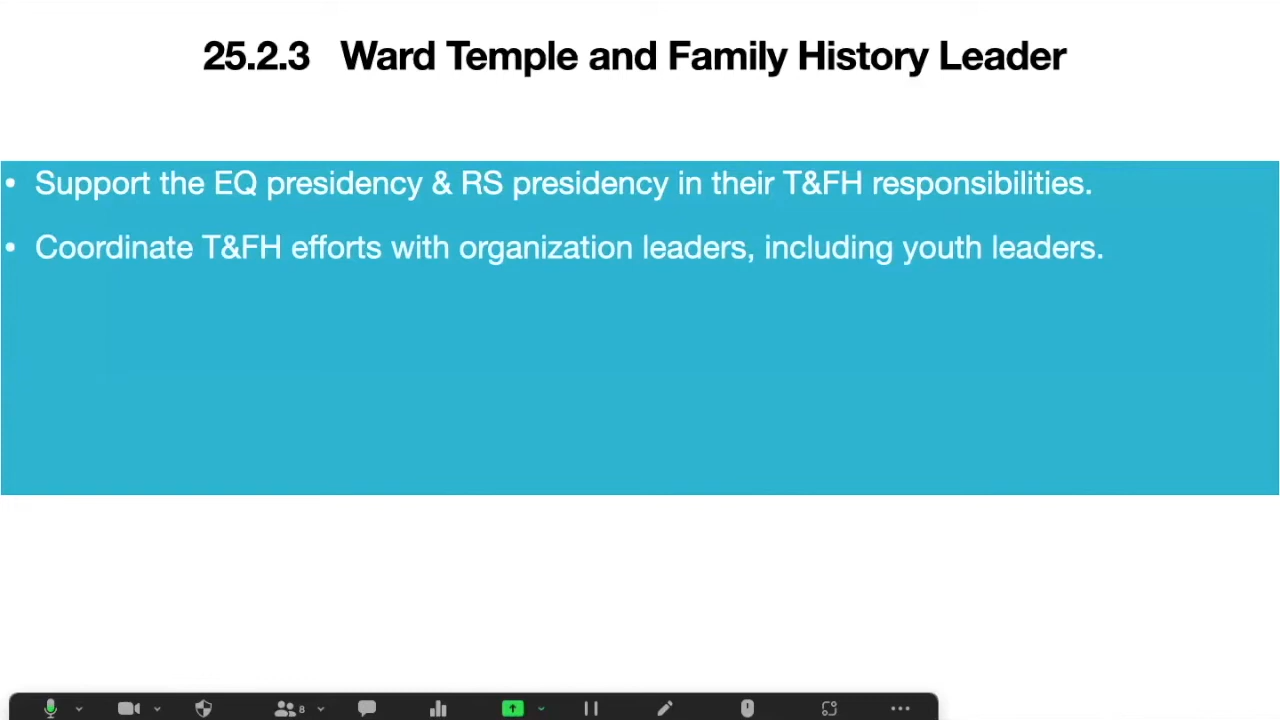 25.2.3 Ward Temple and Family History Leader
• Support the EQ presidency & RS presidency in their T&FH responsibilities.
• Coordinate T&FH efforts with organization leaders, including youth leaders.
8